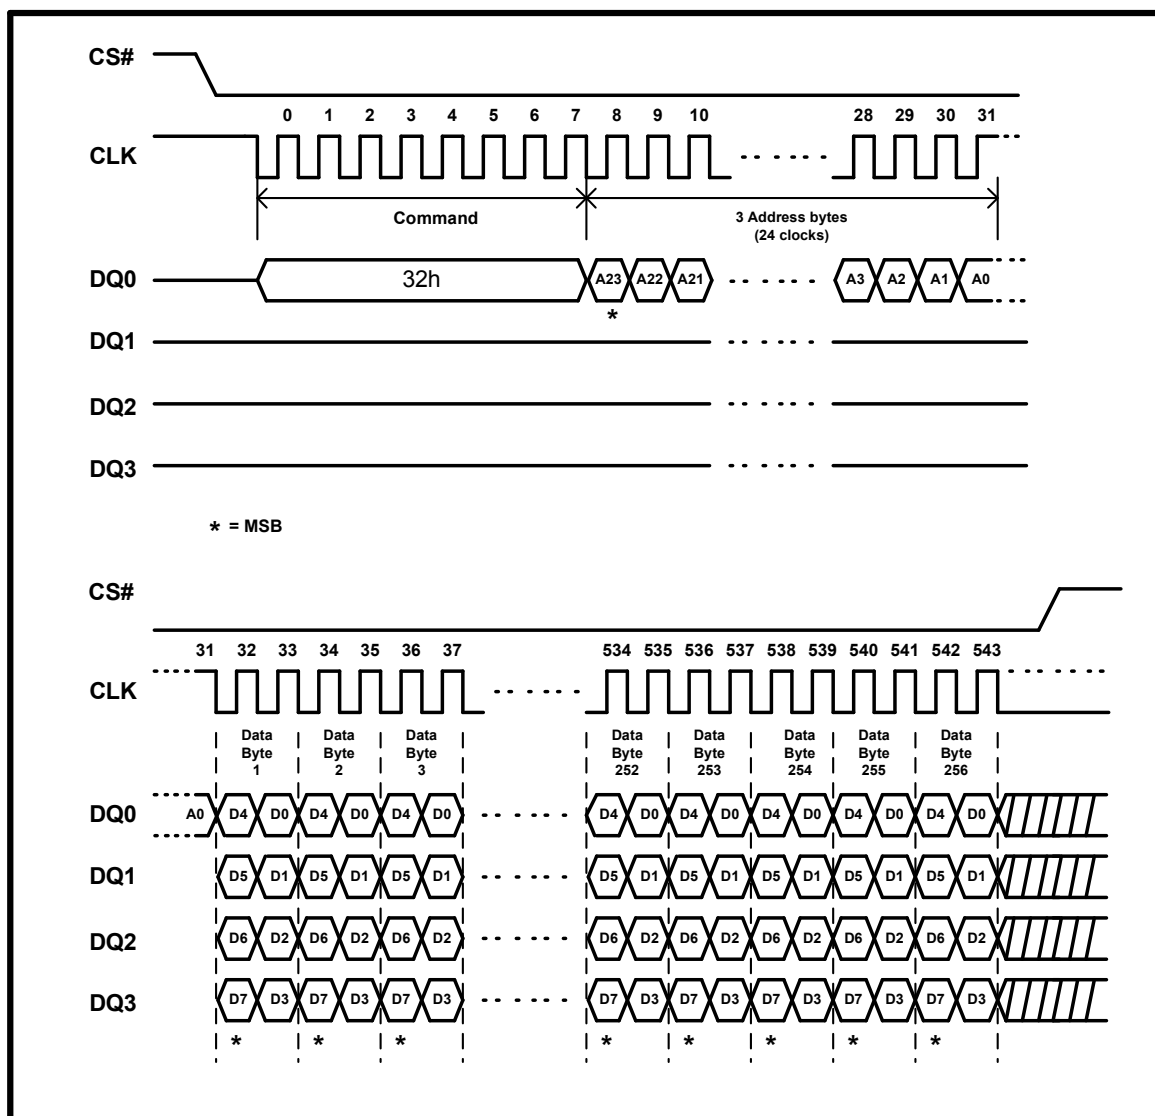 CS#
0 1 2 3 4 5 6 7 8 9 10 28 29 30 31
CLK
Command
3 Address bytes
(24 clocks)
DQ0 32h A23 A22 A21 A3 A2 A1 A0
*
DQ1
DQ2
DQ3
* = MSB
CS#
31 32 33 34 35 36 37 534 535 536 537 538 539 540 541 542 543
CLK
Data Data Data Data Data Data Data Data
Byte Byte Byte Byte Byte Byte Byte Byte
1 2 3 252 253 254 255 256
DQ0 A0 D4 D0 D4 D0 D4 D0 D4 D0 D4 D0 D4 D0 D4 D0 D4 D0
DQ1 D5 D1 D5 D1 D5 D1 D5 D1 D5 D1 D5 D1 D5 D1 D5 D1
DQ2 D6 D2 D6 D2 D6 D2 D6 D2 D6 D2 D6 D2 D6 D2 D6 D2
DQ3 D7 D3 D7 D3 D7 D3 D7 D3 D7 D3 D7 D3 D7 D3 D7 D3
* * * * * * * *